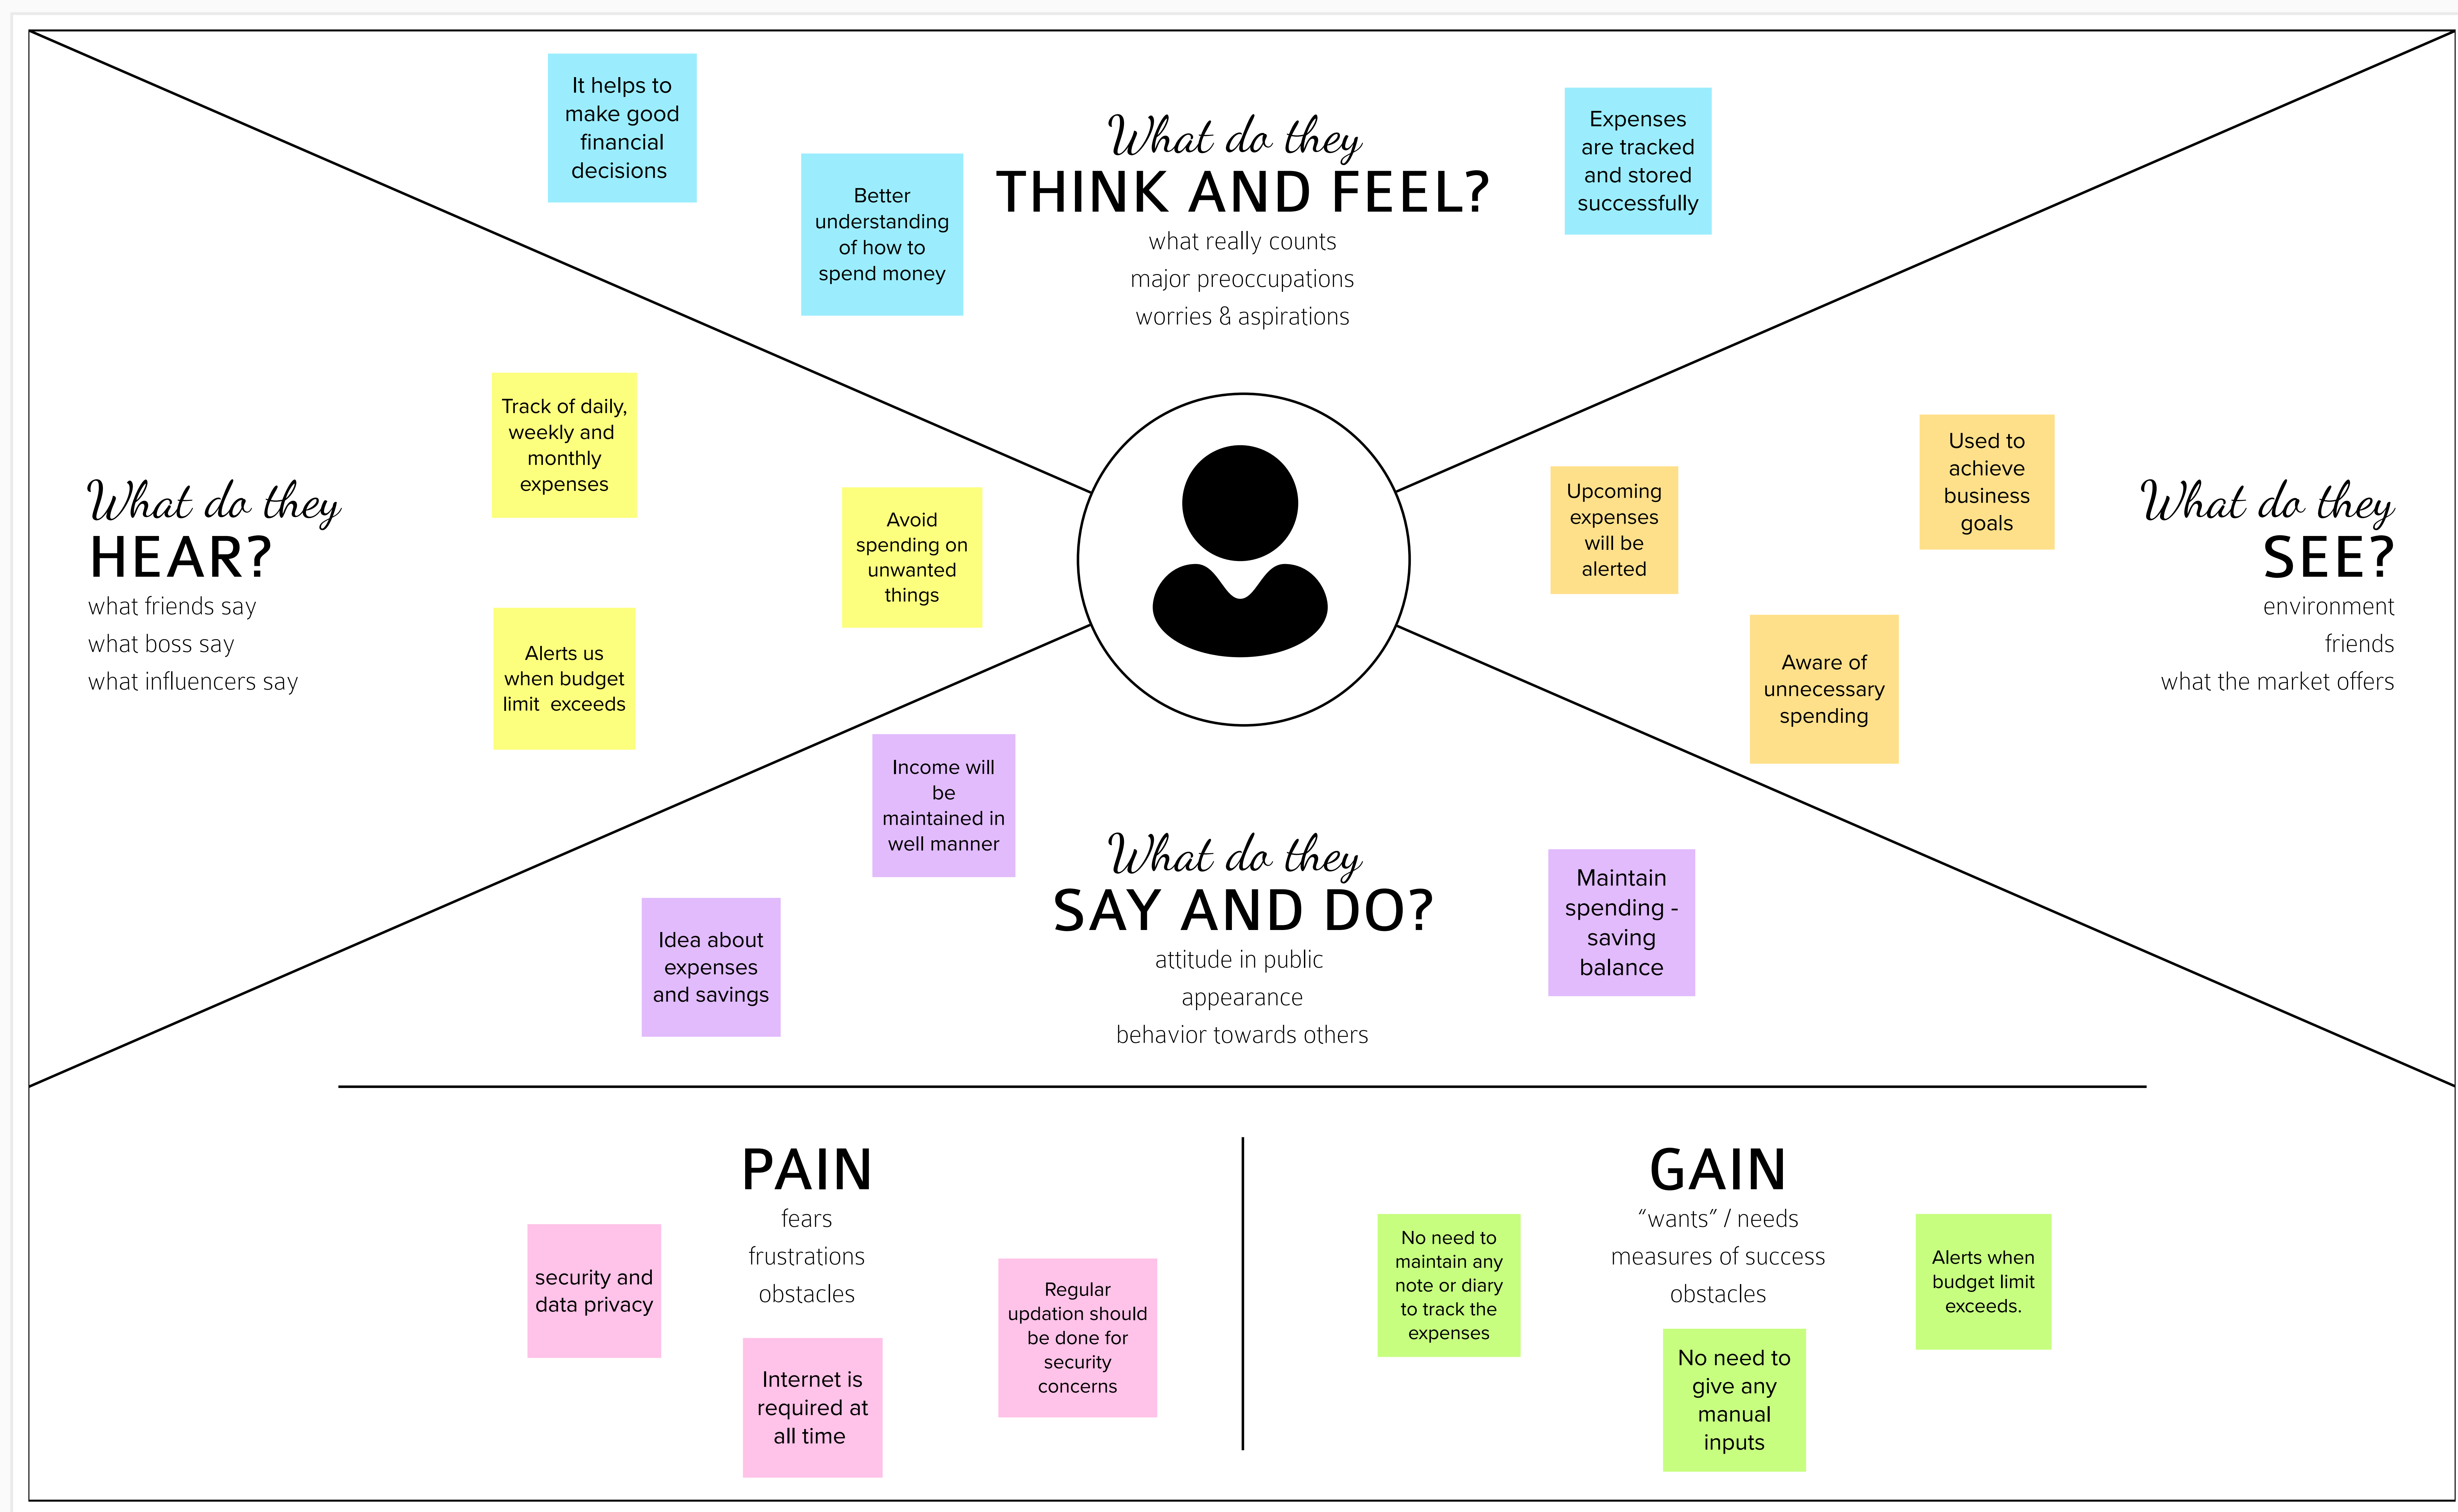 It helps to
make good
financial
decisions
Better
understanding
of how to
spend money
What do they
THINK AND FEEL?
what really counts
major preoccupations
worries & aspirations
Expenses
are tracked
and stored
successfully
What do they
HEAR?
what friends say
what boss say
what influencers say
Track of daily,
weekly and
monthly
expenses
Avoid
spending on
unwanted
things
Alerts us
when budget
limit  exceeds
Upcoming
expenses
will be
alerted
Used to
achieve
business
goals
Aware of
unnecessary
spending
What do they
SEE?
environment
friends
what the market offers
Income will
be
maintained in
well manner
Idea about
expenses
and savings
What do they
SAY AND DO?
attitude in public
appearance
behavior towards others
Maintain
spending -
saving
balance
PAIN
fears
frustrations
obstacles
security and
data privacy
Internet is
required at
all time
Regular
updation should
be done for
security
concerns
GAIN
“wants” / needs
measures of success
obstacles
No need to
maintain any
note or diary
to track the
expenses
No need to
give any
manual
inputs
Alerts when
budget limit
exceeds.